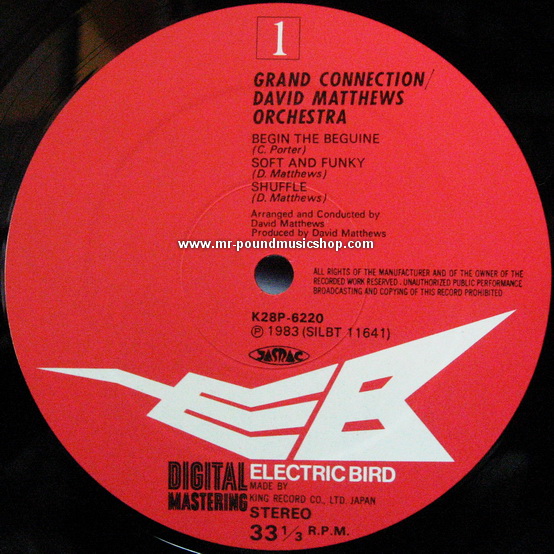 1
GRAND CONNECTION/
DAVID MATTHEWS
ORCHESTRA
BEGIN THE BEGUINE
(C. Porter)
SOFT AND FUNKY
(D. Matthews)
SHUFFLE
(D. Matthews)
Arranged and Conducted by
David Matthews
Produced by David Matthews
www.mr-poundmusicshop.com
ALL RIGHTS OF THE MANUFACTURER AND OF THE OWNER OF THE
RECORDED WORK RESERVED. UNAUTHORIZED PUBLIC PERFORMANCE
BROADCASTING AND COPYING OF THIS RECORD PROHIBITED
K28P-6220
Ⓟ 1983 (SILBT 11641)
JASRAC
EB
DIGITAL
MASTERING
ELECTRIC BIRD
MADE BY
KING RECORD CO., LTD. JAPAN
STEREO
33 1/3 R.P.M.